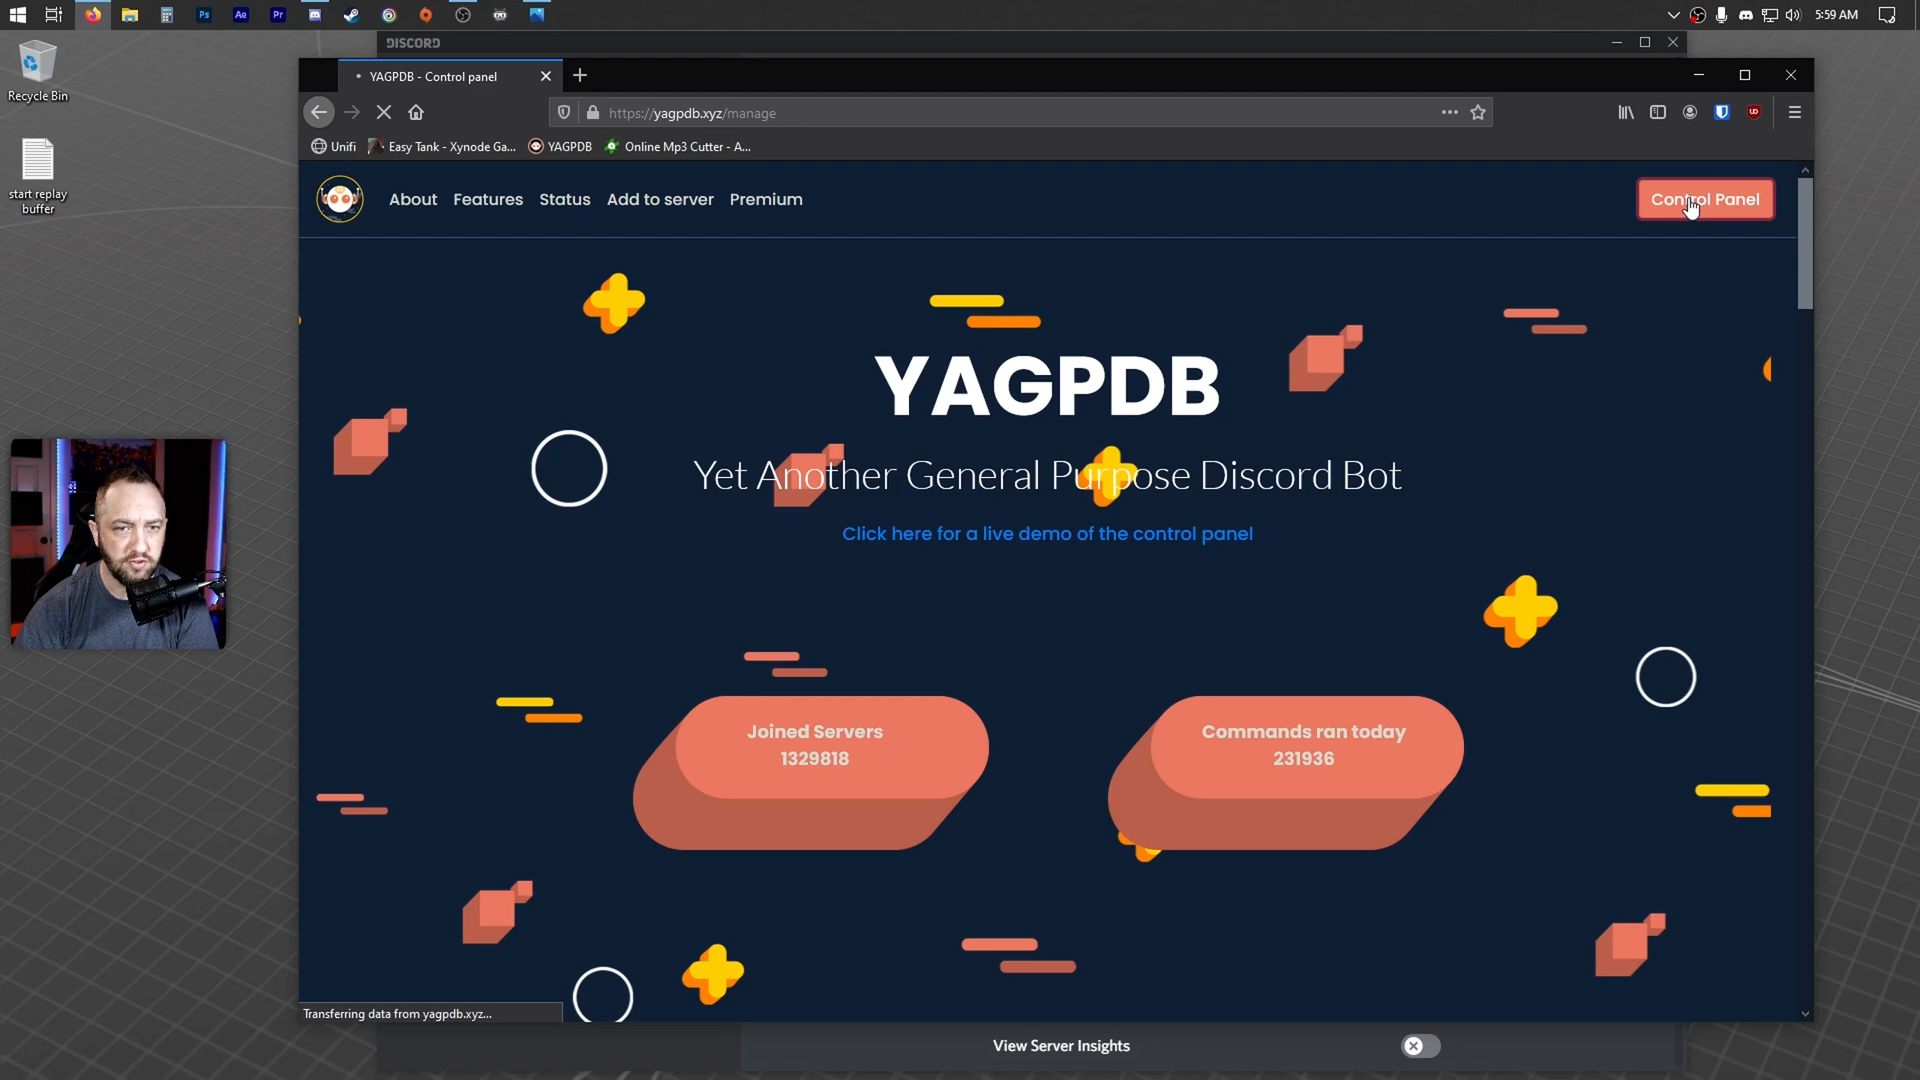 Ps
Ae
Pr
5:59 AM
Recycle Bin
start replay
buffer
DISCORD
YAGPDB - Control panel
https://yagpdb.xyz/manage
Unifi
Easy Tank - Xynode Ga...
YAGPDB
Online Mp3 Cutter - A...
About
Features
Status
Add to server
Premium
Control Panel
YAGPDB
Yet Another General Purpose Discord Bot
Click here for a live demo of the control panel
Joined Servers
1329818
Commands ran today
231936
Transferring data from yagpdb.xyz...
View Server Insights